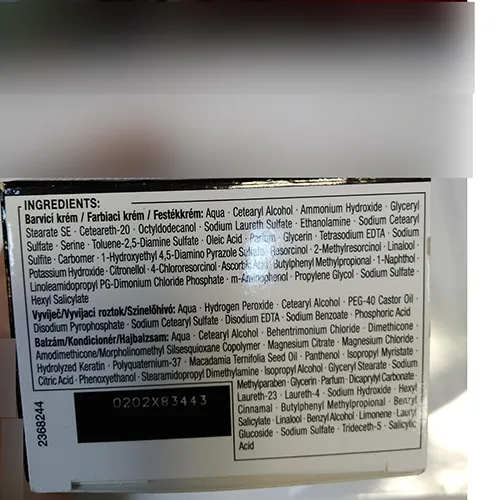 INGREDIENTS:
Barvicí krém / Farbiaci krém / Festékkrém: Aqua · Cetearyl Alcohol · Ammonium Hydroxide · Glyceryl
Stearate SE · Ceteareth-20 · Octyldodecanol · Sodium Laureth Sulfate · Ethanolamine · Sodium Cetearyl
Sulfate · Serine · Toluene-2,5-Diamine Sulfate · Oleic Acid · Parfum · Glycerin · Tetrasodium EDTA · Sodium
Sulfite · Carbomer · 1-Hydroxyethyl 4,5-Diamino Pyrazole Sulfate · Resorcinol · 2-Methylresorcinol · Linalool ·
Potassium Hydroxide · Citronellol · 4-Chlororesorcinol · Ascorbic Acid · Butylphenyl Methylpropional · 1-Naphthol ·
Linoleamidopropyl PG-Dimonium Chloride Phosphate · m-Aminophenol · Propylene Glycol · Sodium Sulfate ·
Hexyl Salicylate
Vyvíječ/Vyvíjací roztok/Színelőhívó: Aqua · Hydrogen Peroxide · Cetearyl Alcohol · PEG-40 Castor Oil ·
Disodium Pyrophosphate · Sodium Cetearyl Sulfate · Disodium EDTA · Sodium Benzoate · Phosphoric Acid
Balzám/Kondicionér/Hajbalzsam: Aqua · Cetearyl Alcohol · Behentrimonium Chloride · Dimethicone ·
Amodimethicone/Morpholinomethyl Silsesquioxane Copolymer · Magnesium Citrate · Magnesium Chloride ·
Hydrolyzed Keratin · Polyquaternium-37 · Macadamia Ternifolia Seed Oil · Panthenol · Isopropyl Myristate ·
Citric Acid · Phenoxyethanol · Stearamidopropyl Dimethylamine · Isopropyl Alcohol · Glyceryl Stearate · Sodium
Methylparaben · Glycerin · Parfum · Dicaprylyl Carbonate ·
Laureth-23 · Laureth-4 · Sodium Hydroxide · Hexyl
Cinnamal · Butylphenyl Methylpropional · Benzyl
Salicylate · Linalool · Benzyl Alcohol · Limonene · Lauryl
Glucoside · Sodium Sulfate · Trideceth-5 · Salicylic
Acid
0202X83443
2368244